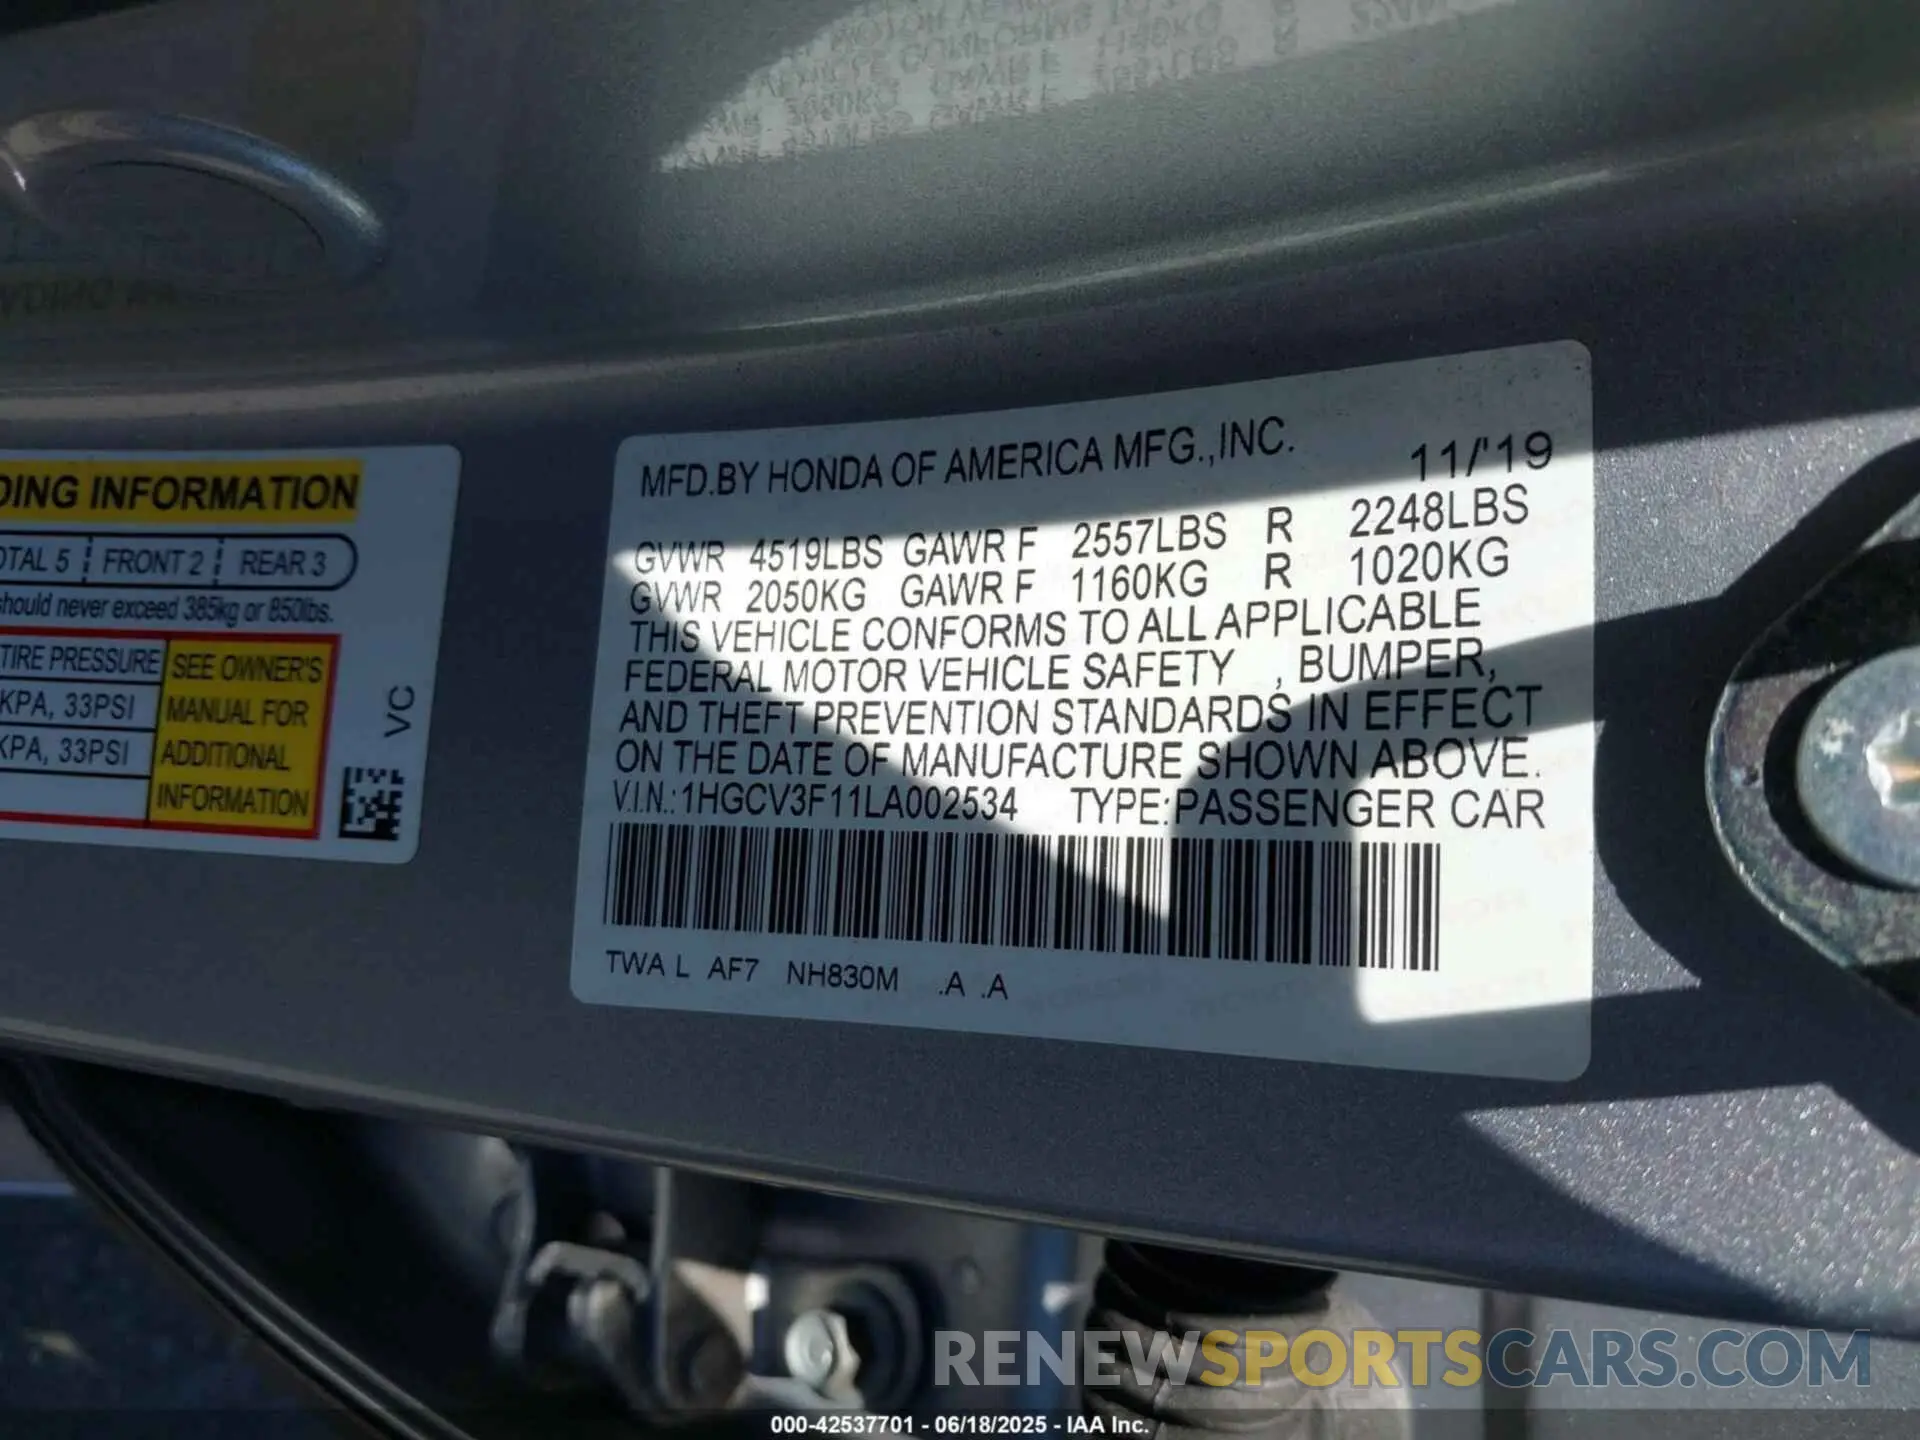 MFD.BY HONDA OF AMERICA MFG.,INC. 11/'19
GVWR 4519LBS GAWR F 2557LBS R 2248LBS
GVWR 2050KG GAWR F 1160KG R 1020KG
THIS VEHICLE CONFORMS TO ALL APPLICABLE
FEDERAL MOTOR VEHICLE SAFETY , BUMPER,
AND THEFT PREVENTION STANDARDS IN EFFECT
ON THE DATE OF MANUFACTURE SHOWN ABOVE.
V.I.N.:1HGCV3F11LA002534 TYPE:PASSENGER CAR
TWA L AF7 NH830M .A .A
DING INFORMATION
OTAL 5 FRONT 2 REAR 3
should never exceed 385kg or 850lbs.
TIRE PRESSURE
KPA, 33PSI
KPA, 33PSI
SEE OWNER'S
MANUAL FOR
ADDITIONAL
INFORMATION
VC
RENEWSPORTSCARS.COM
000-42537701 - 06/18/2025 - IAA Inc.